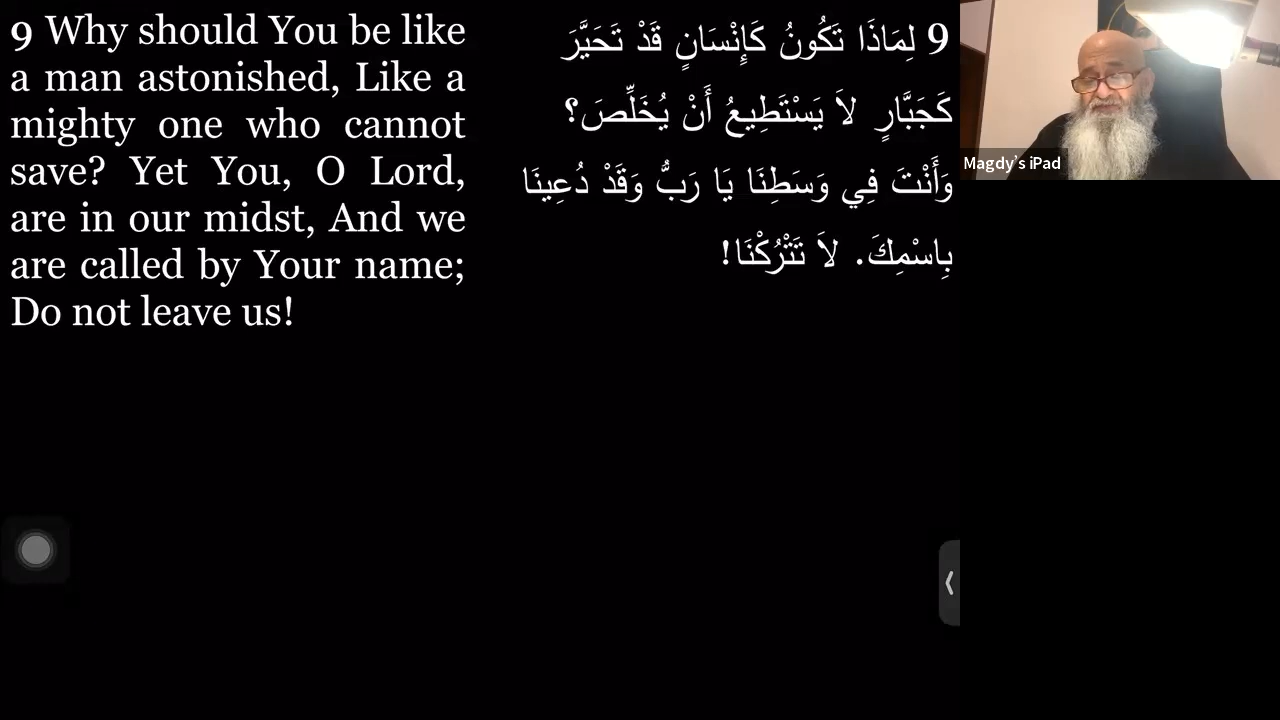 9 Why should You be like
a man astonished, Like a
mighty one who cannot
save? Yet You, O Lord,
are in our midst, And we
are called by Your name;
Do not leave us!
9 لِمَاذَا تَكُونُ كَإِنْسَانٍ قَدْ تَحَيَّرَ
كَجَبَّارٍ لاَ يَسْتَطِيعُ أَنْ يُخَلِّصَ؟
وَأَنْتَ فِي وَسَطِنَا يَا رَبُّ وَقَدْ دُعِينَا
بِاسْمِكَ. لاَ تَتْرُكْنَا!
Magdy’s iPad